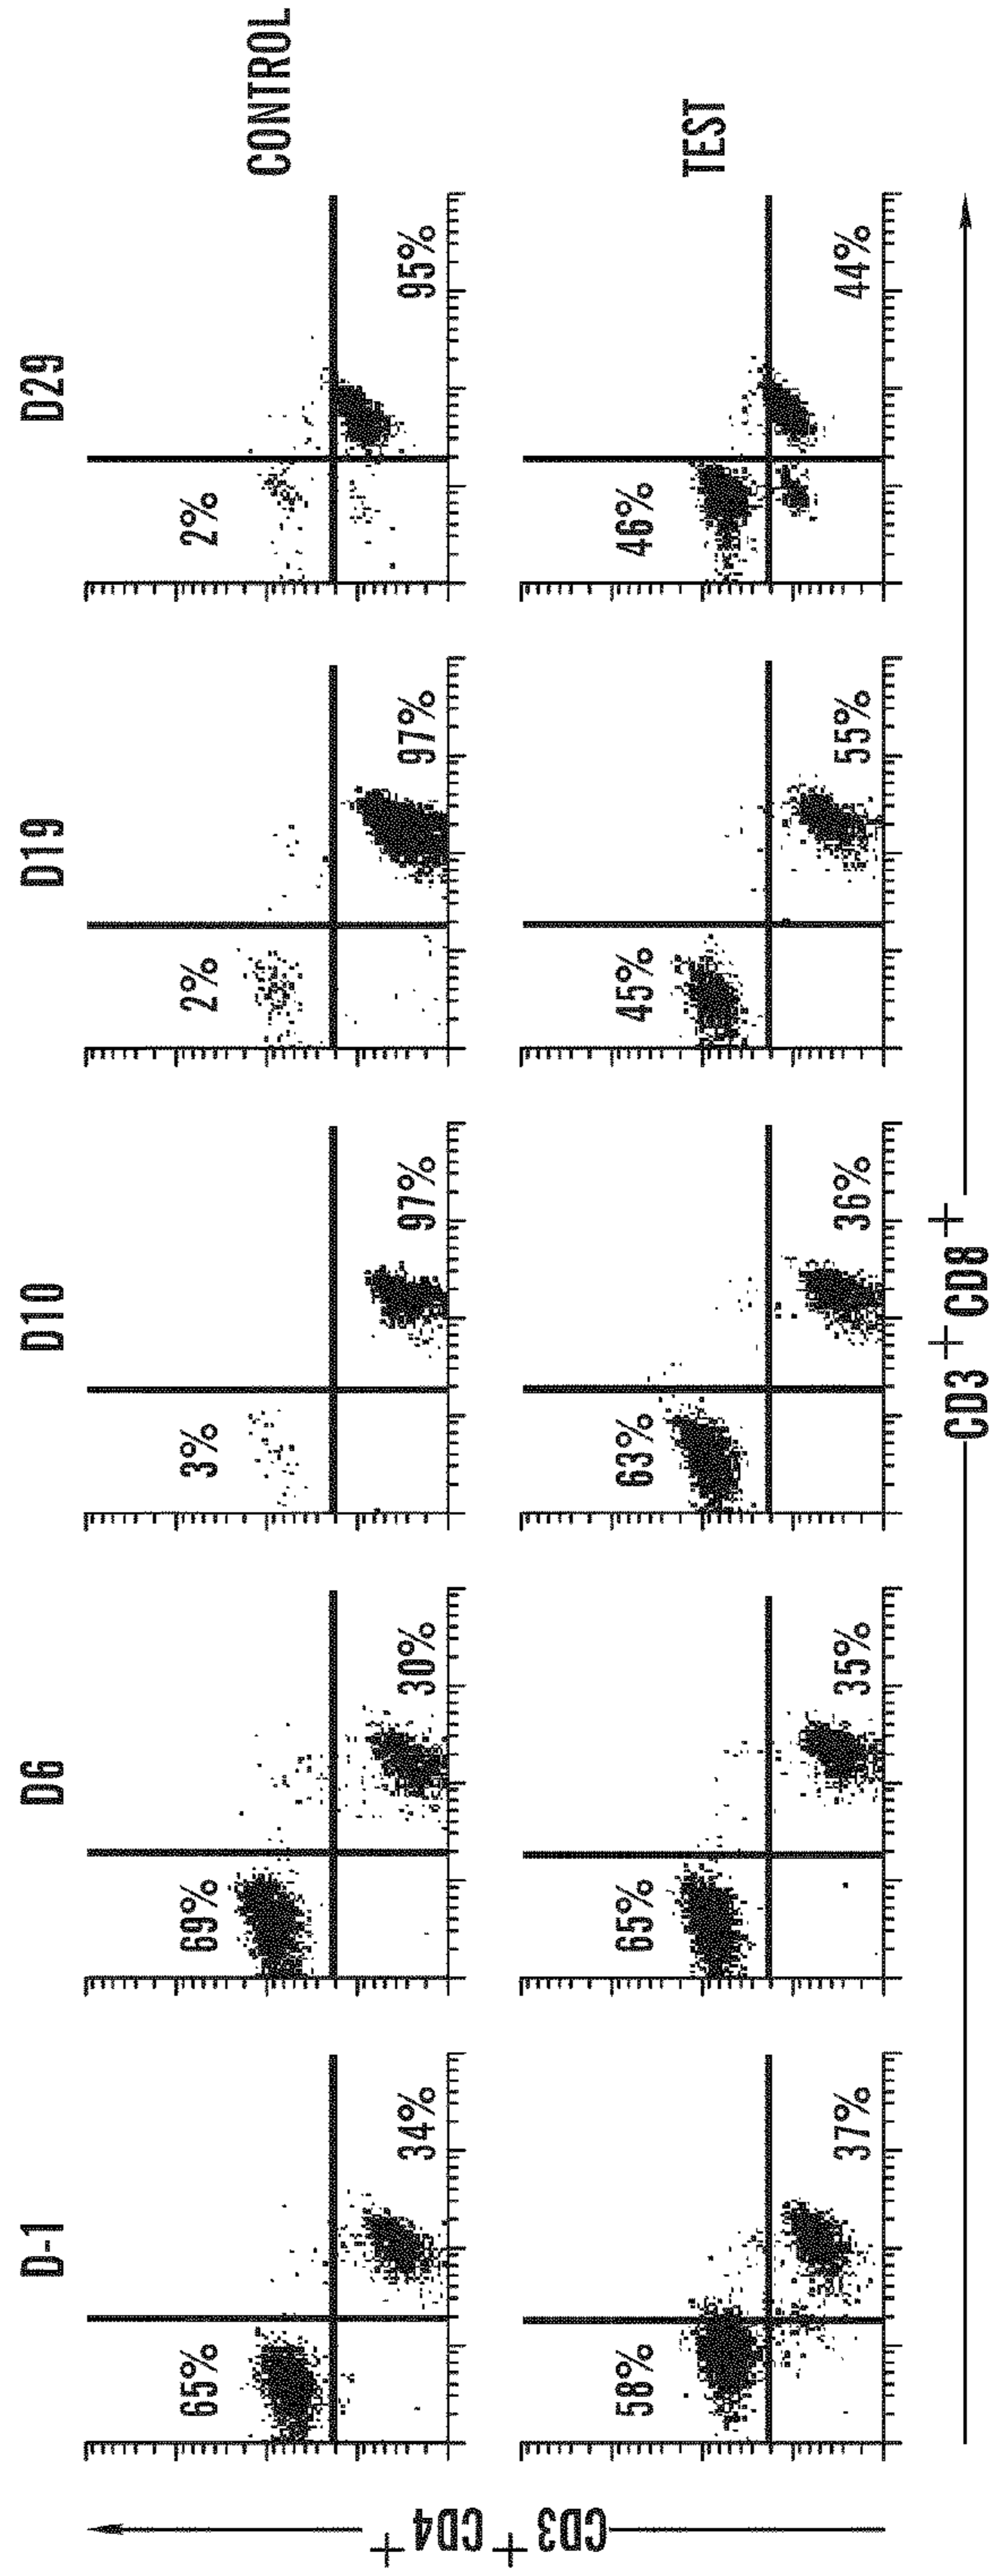 D-1 D6 D10 D19 D29
65% 69% 3% 2% 2%
CONTROL
34% 30% 97% 97% 95%
58% 65% 63% 45% 46%
TEST
37% 35% 36% 55% 44%
CD3+CD4+
CD3+CD8+